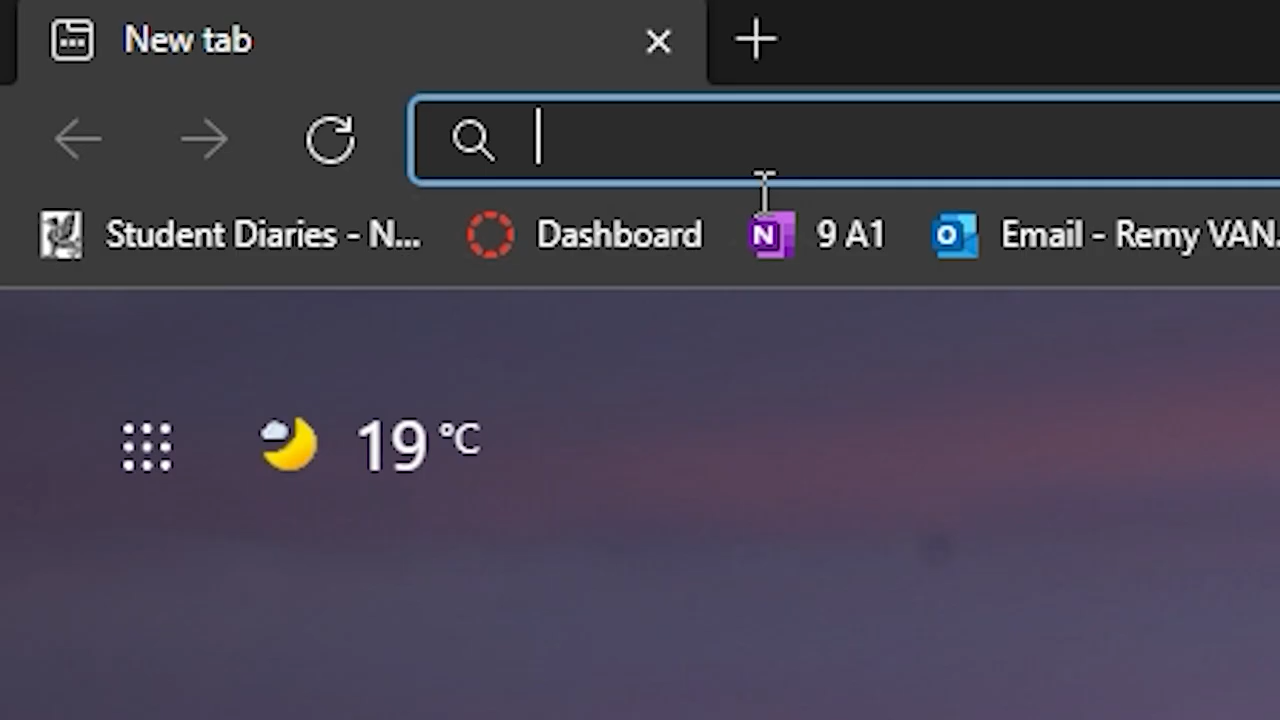 New tab
Student Diaries - N... Dashboard N 9 A1 O Email - Remy VAN.
19 °C